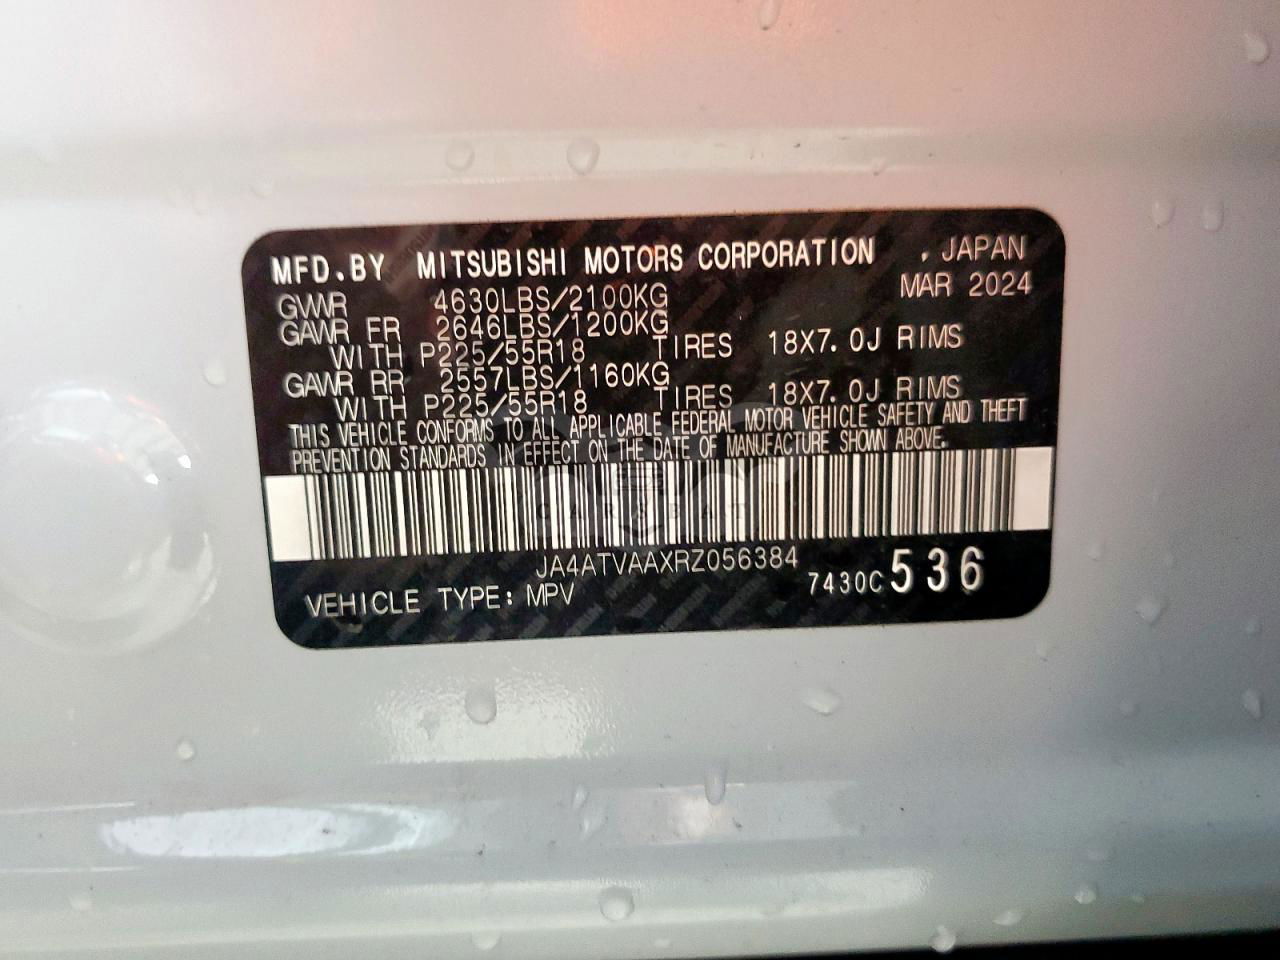 MFD.BY MITSUBISHI MOTORS CORPORATION . JAPAN
MAR 2024
GVWR 4630LBS/2100KG
GAWR FR 2646LBS/1200KG
WITH P225/55R18 TIRES 18X7.0J RIMS
GAWR RR 2557LBS/1160KG
WITH P225/55R18 TIRES 18X7.0J RIMS
THIS VEHICLE CONFORMS TO ALL APPLICABLE FEDERAL MOTOR VEHICLE SAFETY AND THEFT
PREVENTION STANDARDS IN EFFECT ON THE DATE OF MANUFACTURE SHOWN ABOVE.
CARABAT
JA4ATVAAXRZ056384
VEHICLE TYPE: MPV 7430C 536